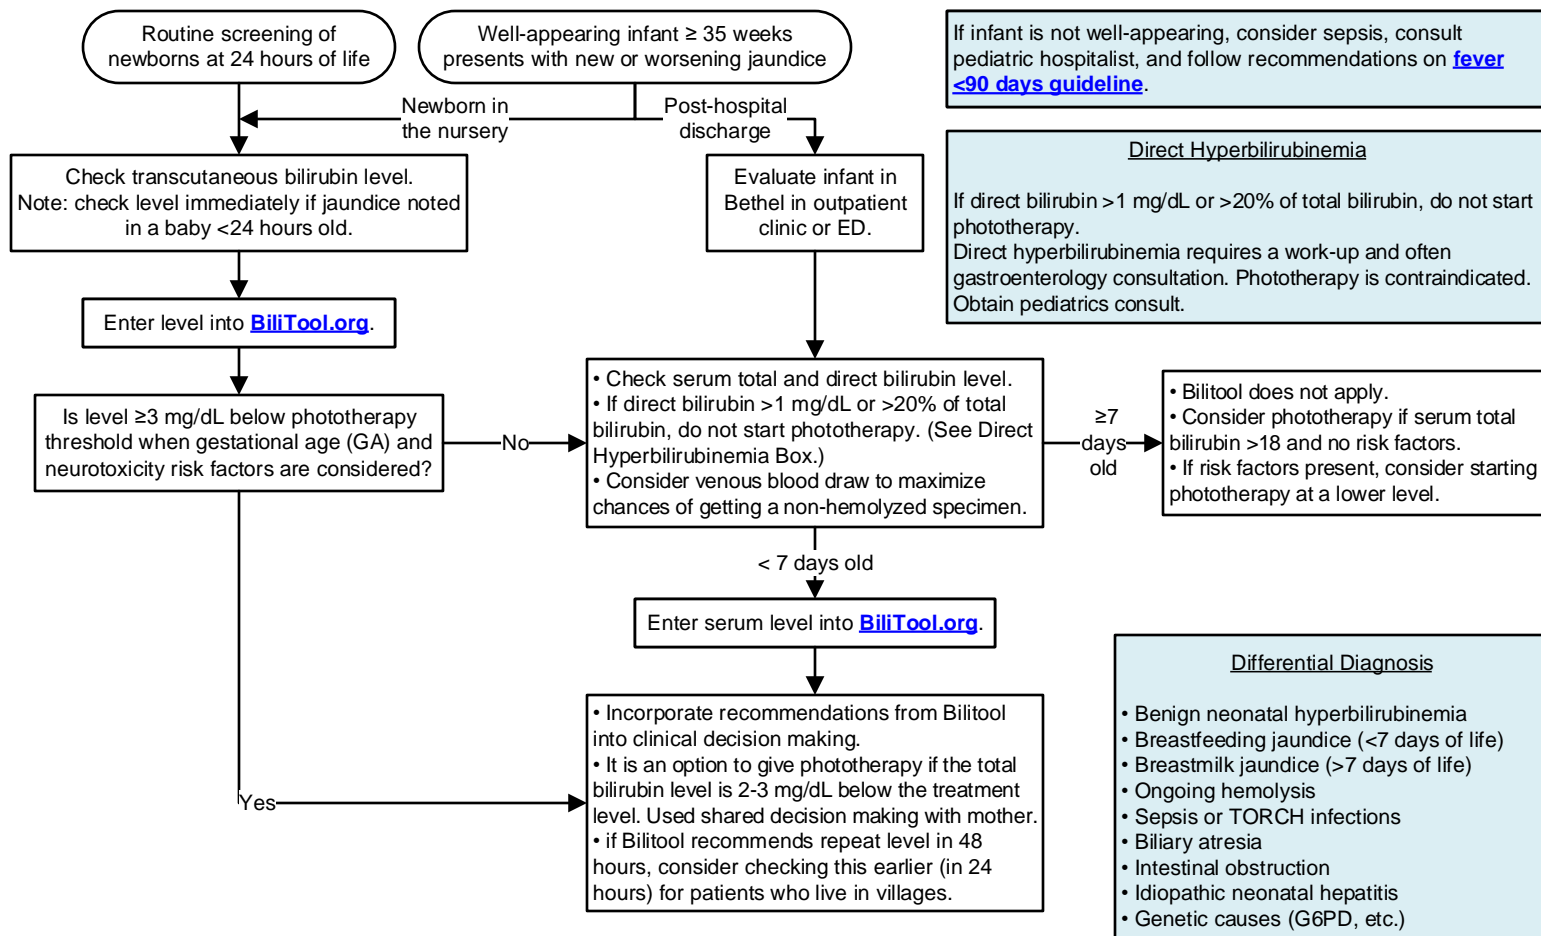 Routine screening of
newborns at 24 hours of life
Well-appearing infant ≥ 35 weeks
presents with new or worsening jaundice
If infant is not well-appearing, consider sepsis, consult
pediatric hospitalist, and follow recommendations on fever
<90 days guideline.
Newborn in
the nursery
Post-hospital
discharge
Check transcutaneous bilirubin level.
Note: check level immediately if jaundice noted
in a baby <24 hours old.
Evaluate infant in
Bethel in outpatient
clinic or ED.
Direct Hyperbilirubinemia
If direct bilirubin >1 mg/dL or >20% of total bilirubin, do not start
phototherapy.
Direct hyperbilirubinemia requires a work-up and often
gastroenterology consultation. Phototherapy is contraindicated.
Obtain pediatrics consult.
Enter level into BiliTool.org.
Is level ≥3 mg/dL below phototherapy
threshold when gestational age (GA) and
neurotoxicity risk factors are considered?
No
• Check serum total and direct bilirubin level.
• If direct bilirubin >1 mg/dL or >20% of total
bilirubin, do not start phototherapy. (See Direct
Hyperbilirubinemia Box.)
• Consider venous blood draw to maximize
chances of getting a non-hemolyzed specimen.
≥7
days
old
• Bilitool does not apply.
• Consider phototherapy if serum total
bilirubin >18 and no risk factors.
• If risk factors present, consider starting
phototherapy at a lower level.
< 7 days old
Enter serum level into BiliTool.org.
Yes
• Incorporate recommendations from Bilitool
into clinical decision making.
• It is an option to give phototherapy if the total
bilirubin level is 2-3 mg/dL below the treatment
level. Used shared decision making with mother.
• if Bilitool recommends repeat level in 48
hours, consider checking this earlier (in 24
hours) for patients who live in villages.
Differential Diagnosis
• Benign neonatal hyperbilirubinemia
• Breastfeeding jaundice (<7 days of life)
• Breastmilk jaundice (>7 days of life)
• Ongoing hemolysis
• Sepsis or TORCH infections
• Biliary atresia
• Intestinal obstruction
• Idiopathic neonatal hepatitis
• Genetic causes (G6PD, etc.)